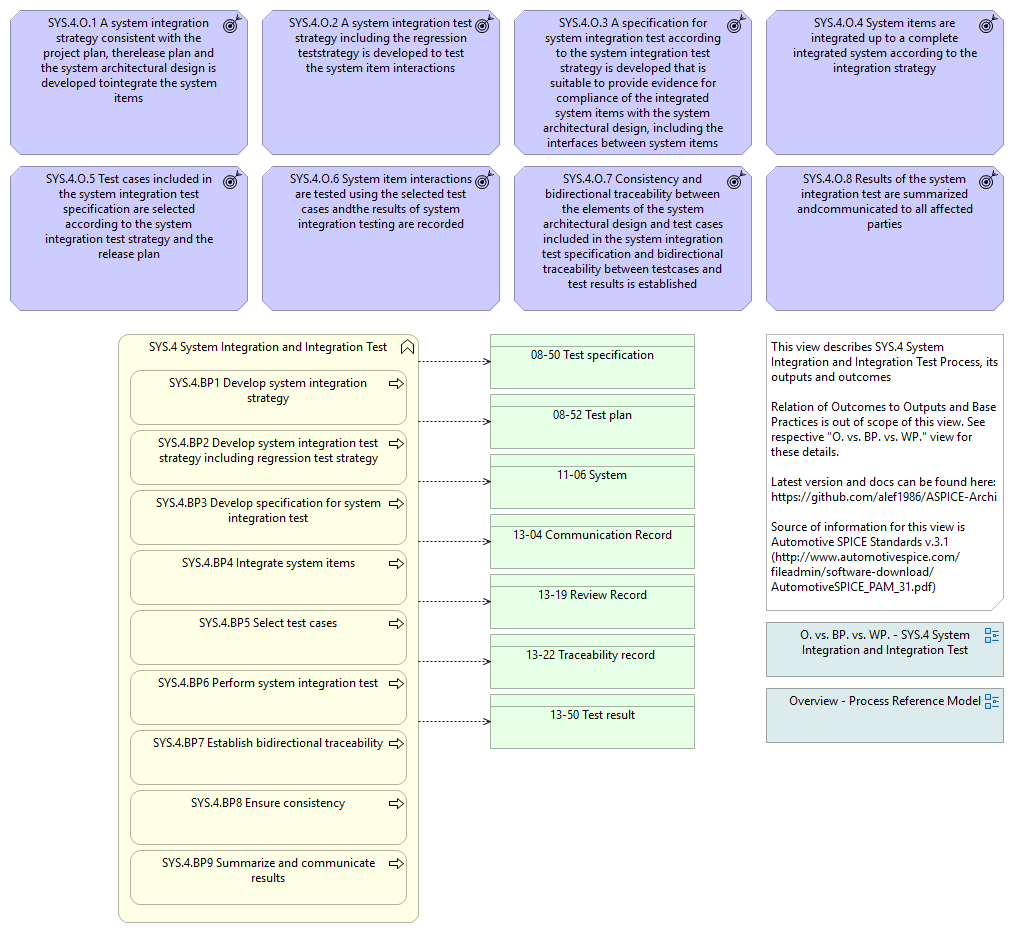 SYS.4.O.1 A system integration
strategy consistent with the
project plan, therelease plan and
the system architectural design is
developed tointegrate the system
items
SYS.4.O.2 A system integration test
strategy including the regression
teststrategy is developed to test
the system item interactions
SYS.4.O.3 A specification for
system integration test according
to the system integration test
strategy is developed that is
suitable to provide evidence for
compliance of the integrated
system items with the system
architectural design, including the
interfaces between system items
SYS.4.O.4 System items are
integrated up to a complete
integrated system according to the
integration strategy
SYS.4.O.5 Test cases included in
the system integration test
specification are selected
according to the system
integration test strategy and the
release plan
SYS.4.O.6 System item interactions
are tested using the selected test
cases andthe results of system
integration testing are recorded
SYS.4.O.7 Consistency and
bidirectional traceability between
the elements of the system
architectural design and test cases
included in the system integration
test specification and bidirectional
traceability between testcases and
test results is established
SYS.4.O.8 Results of the system
integration test are summarized
andcommunicated to all affected
parties
SYS.4 System Integration and Integration Test
SYS.4.BP1 Develop system integration
strategy
SYS.4.BP2 Develop system integration test
strategy including regression test strategy
SYS.4.BP3 Develop specification for system
integration test
SYS.4.BP4 Integrate system items
SYS.4.BP5 Select test cases
SYS.4.BP6 Perform system integration test
SYS.4.BP7 Establish bidirectional traceability
SYS.4.BP8 Ensure consistency
SYS.4.BP9 Summarize and communicate
results
08-50 Test specification
08-52 Test plan
11-06 System
13-04 Communication Record
13-19 Review Record
13-22 Traceability record
13-50 Test result
This view describes SYS.4 System
Integration and Integration Test Process, its
outputs and outcomes
Relation of Outcomes to Outputs and Base
Practices is out of scope of this view. See
respective "O. vs. BP. vs. WP." view for
these details.
Latest version and docs can be found here:
https://github.com/alef1986/ASPICE-Archi
Source of information for this view is
Automotive SPICE Standards v.3.1
(http://www.automotivespice.com/
fileadmin/software-download/
AutomotiveSPICE_PAM_31.pdf)
O. vs. BP. vs. WP. - SYS.4 System
Integration and Integration Test
Overview - Process Reference Model